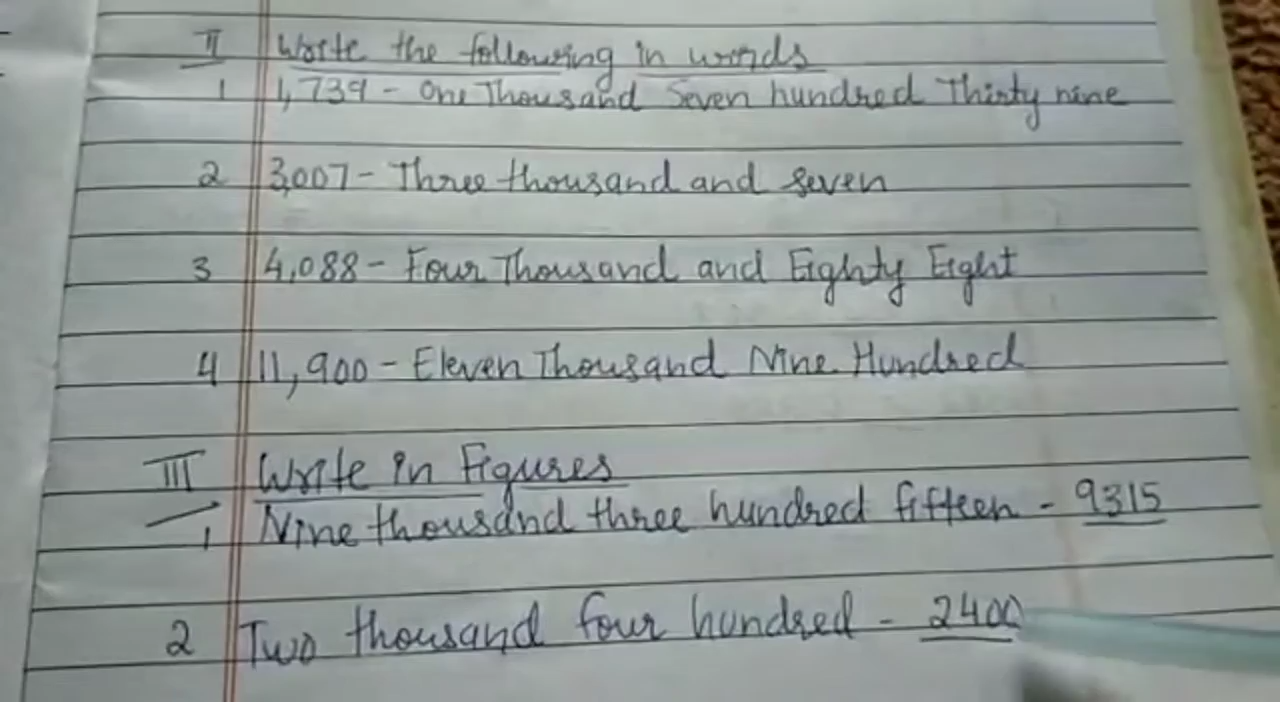 II Write the following in words
1 1,739 - One Thousand Seven hundred Thirty nine
2 3,007 - Three thousand and seven
3 4,088 - Four Thousand and Eighty Eight
4 11,900 - Eleven Thousand Nine Hundred
III Write in Figures
1 Nine thousand three hundred fifteen - 9315
2 Two thousand four hundred - 2400